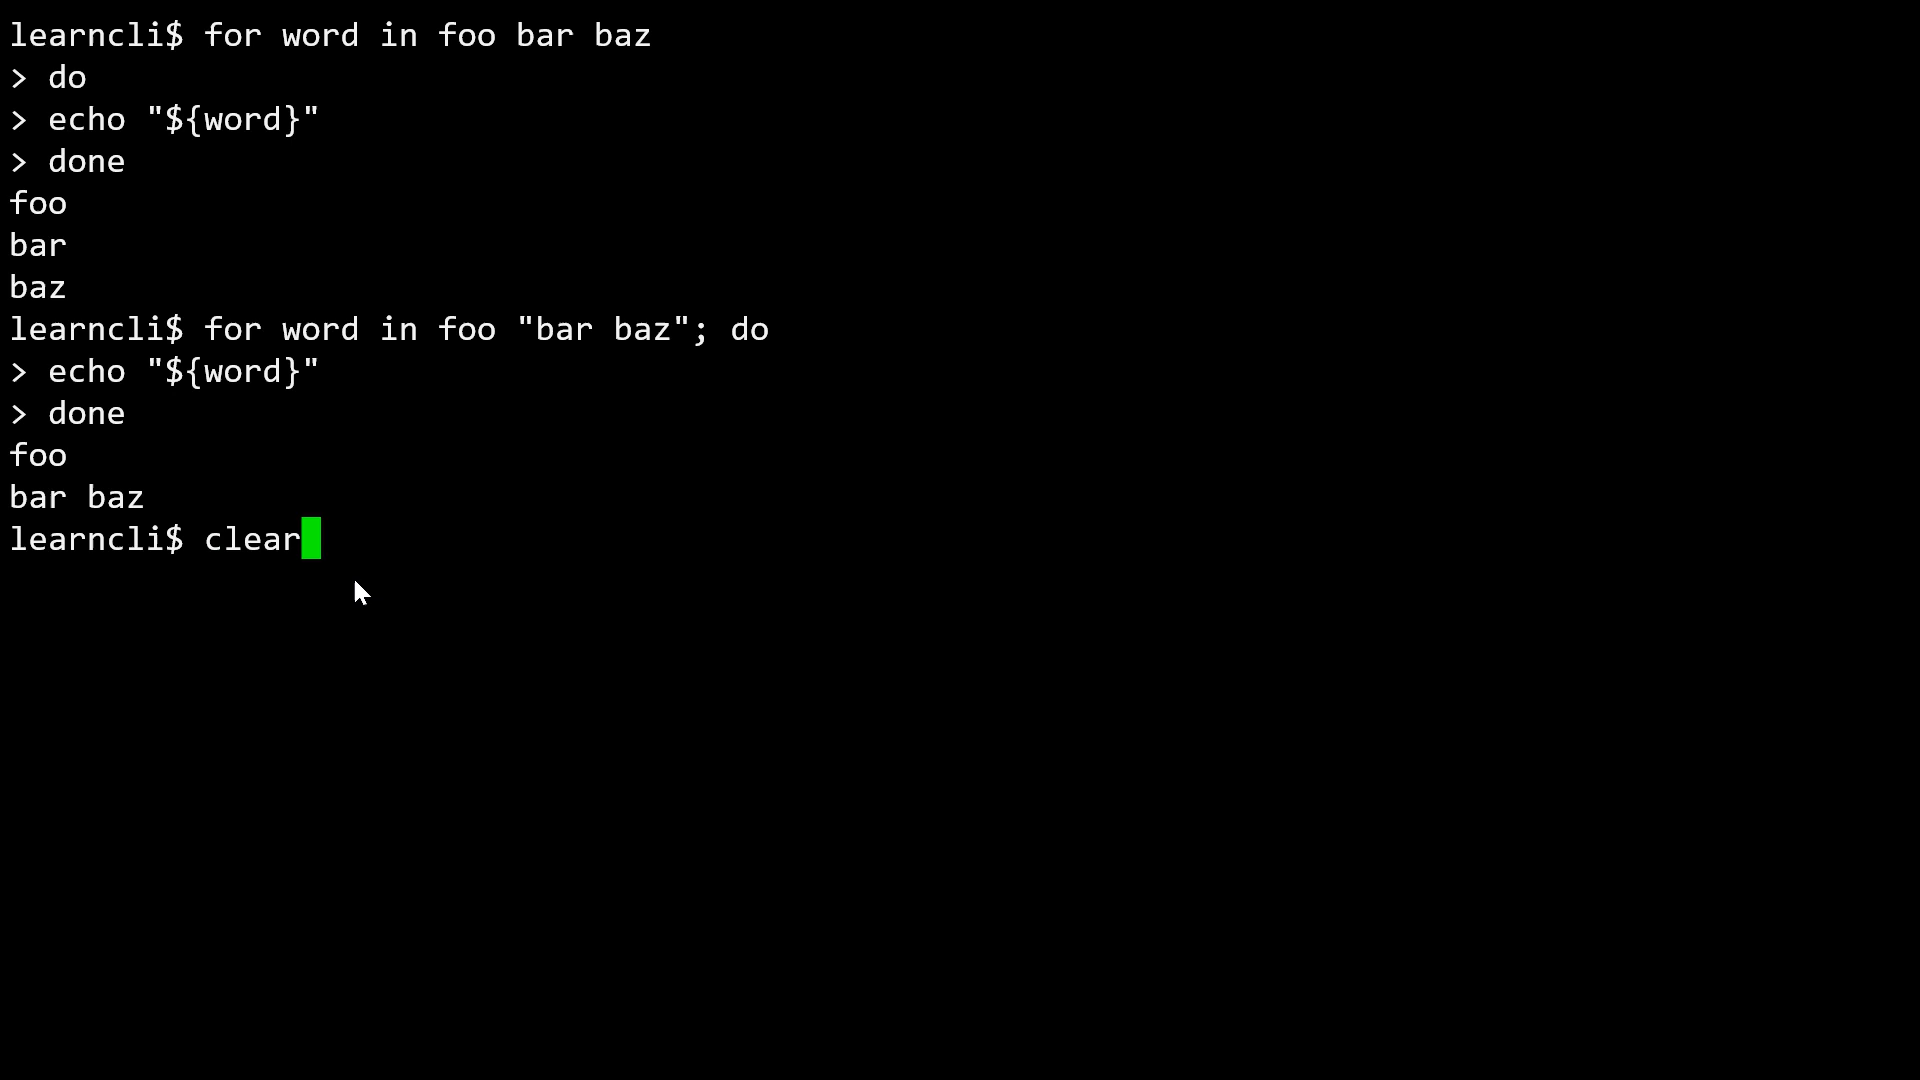 learncli$ for word in foo bar baz
> do
> echo "${word}"
> done
foo
bar
baz
learncli$ for word in foo "bar baz"; do
> echo "${word}"
> done
foo
bar baz
learncli$ clear